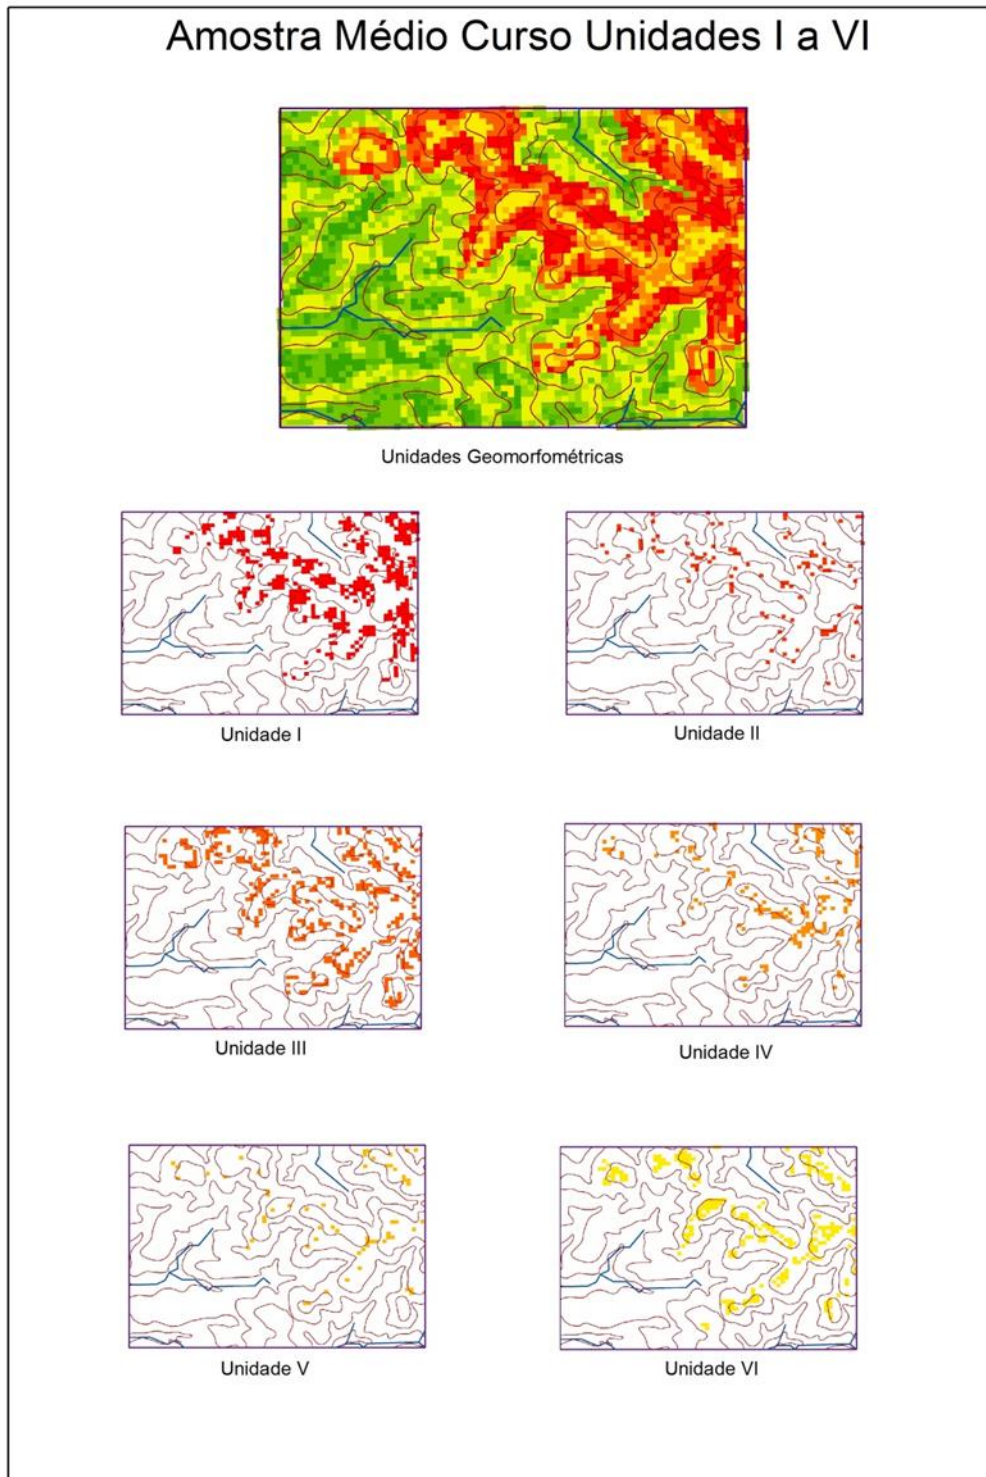 Amostra Médio Curso Unidades I a VI
Unidades Geomorfométricas
Unidade I
Unidade II
Unidade III
Unidade IV
Unidade V
Unidade VI